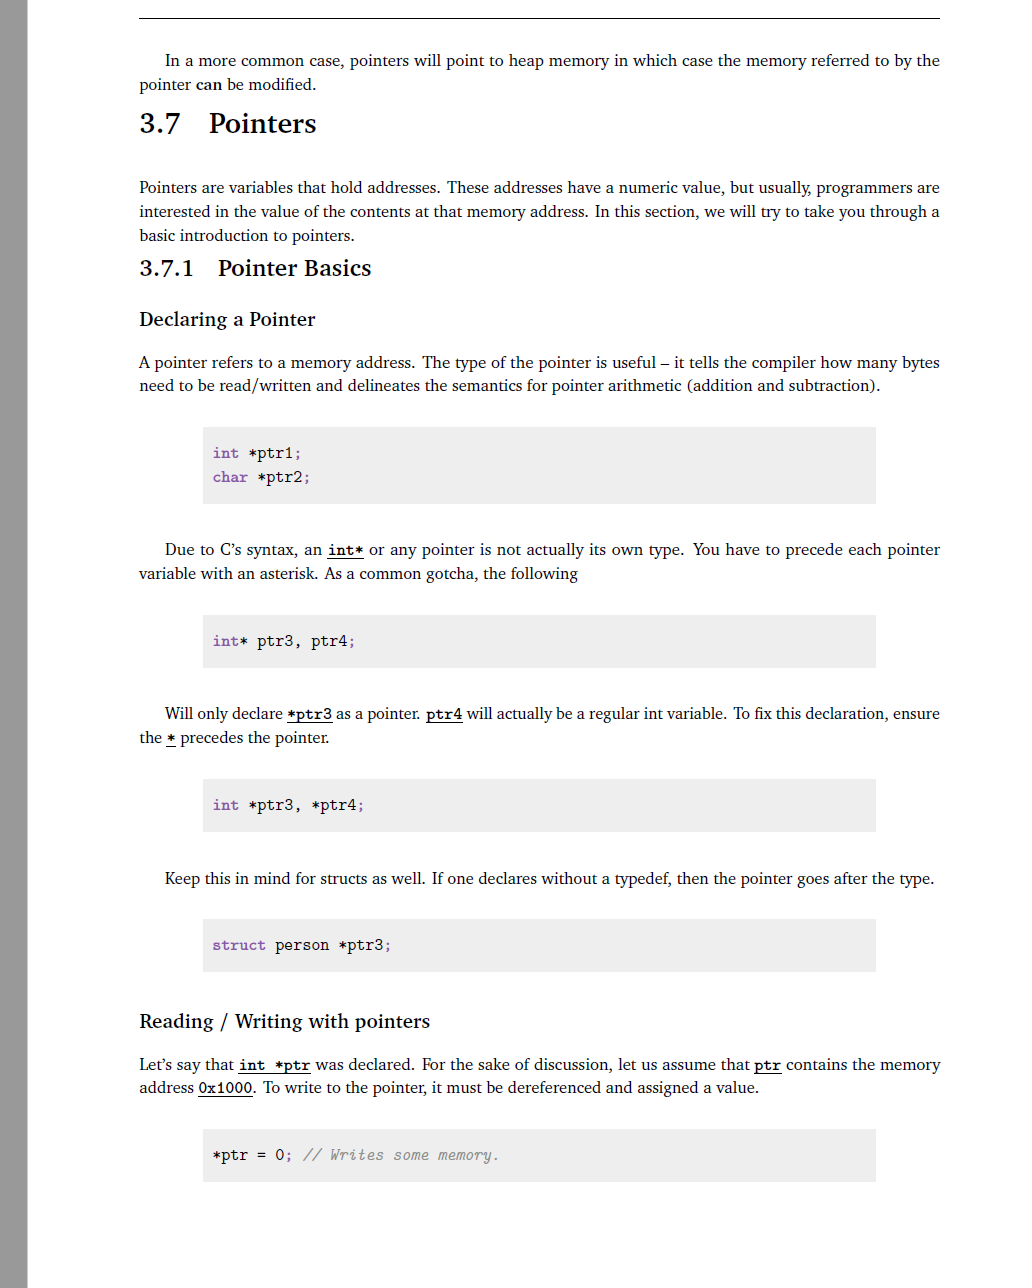 In a more common case, pointers will point to heap memory in which case the memory referred to by the
pointer can be modified.
3.7 Pointers
Pointers are variables that hold addresses. These addresses have a numeric value, but usually, programmers are
interested in the value of the contents at that memory address. In this section, we will try to take you through a
basic introduction to pointers.
3.7.1 Pointer Basics
Declaring a Pointer
A pointer refers to a memory address. The type of the pointer is useful – it tells the compiler how many bytes
need to be read/written and delineates the semantics for pointer arithmetic (addition and subtraction).
int *ptr1;
char *ptr2;
Due to C's syntax, an int* or any pointer is not actually its own type. You have to precede each pointer
variable with an asterisk. As a common gotcha, the following
int* ptr3, ptr4;
Will only declare *ptr3 as a pointer. ptr4 will actually be a regular int variable. To fix this declaration, ensure
the * precedes the pointer.
int *ptr3, *ptr4;
Keep this in mind for structs as well. If one declares without a typedef, then the pointer goes after the type.
struct person *ptr3;
Reading / Writing with pointers
Let's say that int *ptr was declared. For the sake of discussion, let us assume that ptr contains the memory
address 0x1000. To write to the pointer, it must be dereferenced and assigned a value.
*ptr = 0; // Writes some memory.